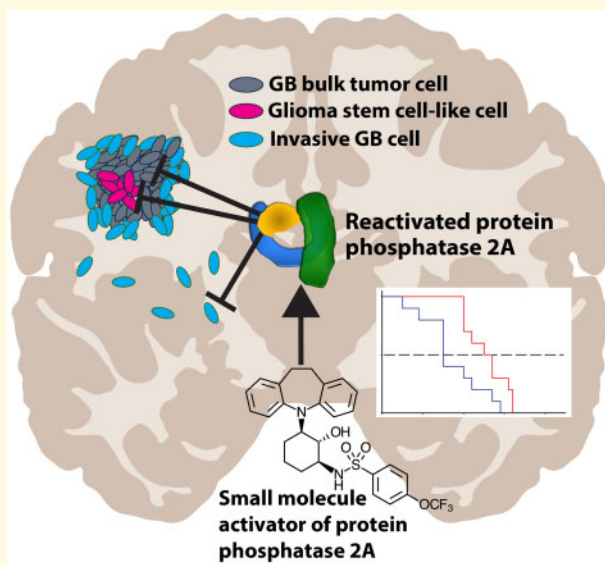 GB bulk tumor cell
Glioma stem cell-like cell
Invasive GB cell
Reactivated protein
phosphatase 2A
N
OH
O O
S
N
H
OCF3
Small molecule
activator of protein
phosphatase 2A